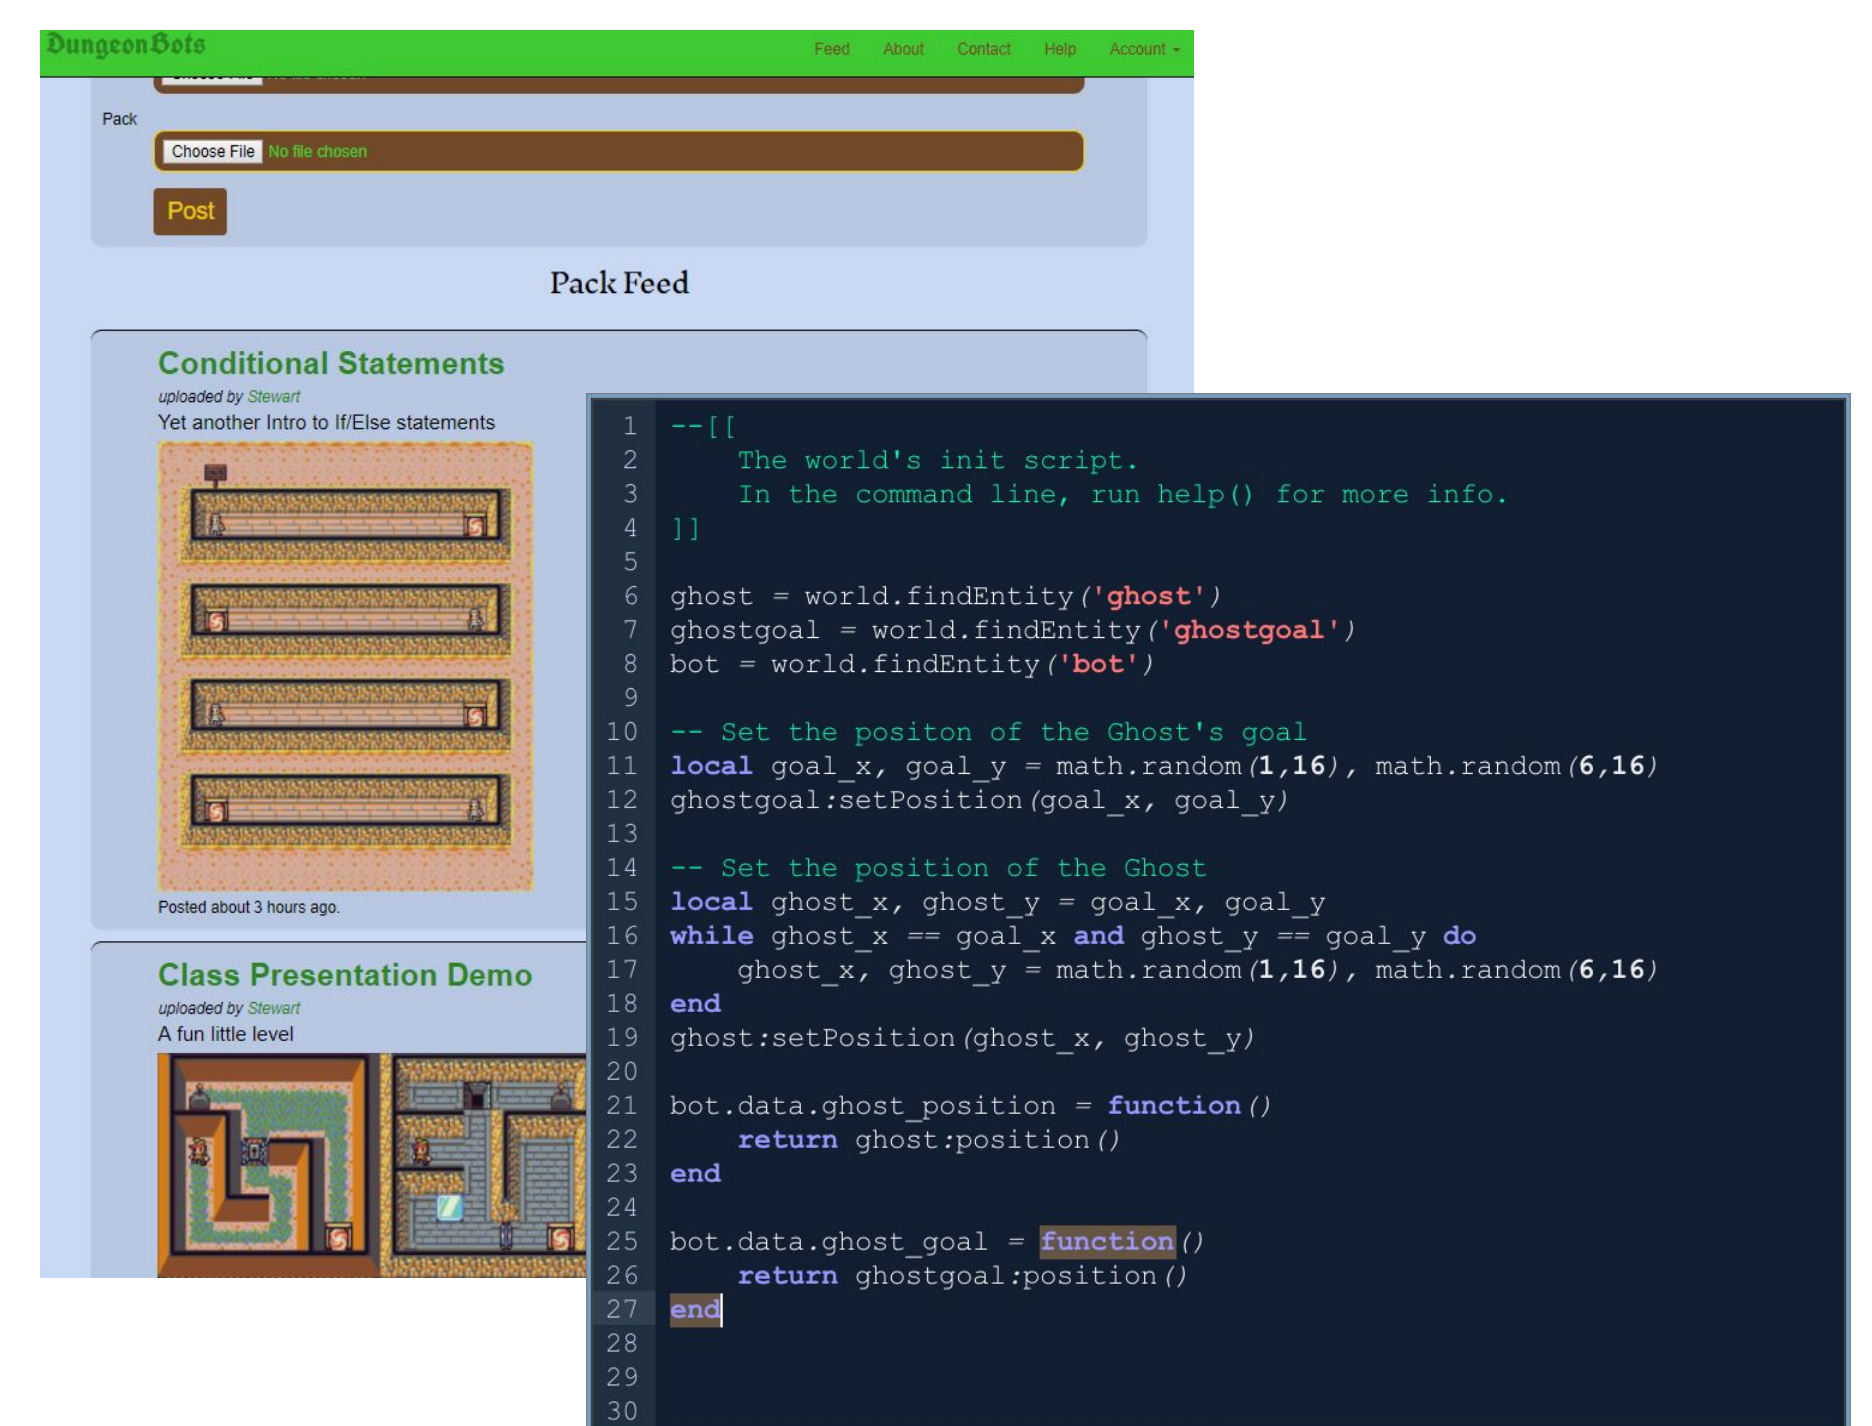 DungeonBots
Feed About Contact Help Account
Pack
Choose File No file chosen
Post
Pack Feed
Conditional Statements
uploaded by Stewart
Yet another Intro to If/Else statements
Posted about 3 hours ago.
Class Presentation Demo
uploaded by Stewart
A fun little level
1 --[[
2 The world's init script.
3 In the command line, run help() for more info.
4 ]]
5
6 ghost = world.findEntity('ghost')
7 ghostgoal = world.findEntity('ghostgoal')
8 bot = world.findEntity('bot')
9
10 -- Set the positon of the Ghost's goal
11 local goal_x, goal_y = math.random(1,16), math.random(6,16)
12 ghostgoal:setPosition(goal_x, goal_y)
13
14 -- Set the position of the Ghost
15 local ghost_x, ghost_y = goal_x, goal_y
16 while ghost_x == goal_x and ghost_y == goal_y do
17 ghost_x, ghost_y = math.random(1,16), math.random(6,16)
18 end
19 ghost:setPosition(ghost_x, ghost_y)
20
21 bot.data.ghost_position = function()
22 return ghost:position()
23 end
24
25 bot.data.ghost_goal = function()
26 return ghostgoal:position()
27 end
28
29
30